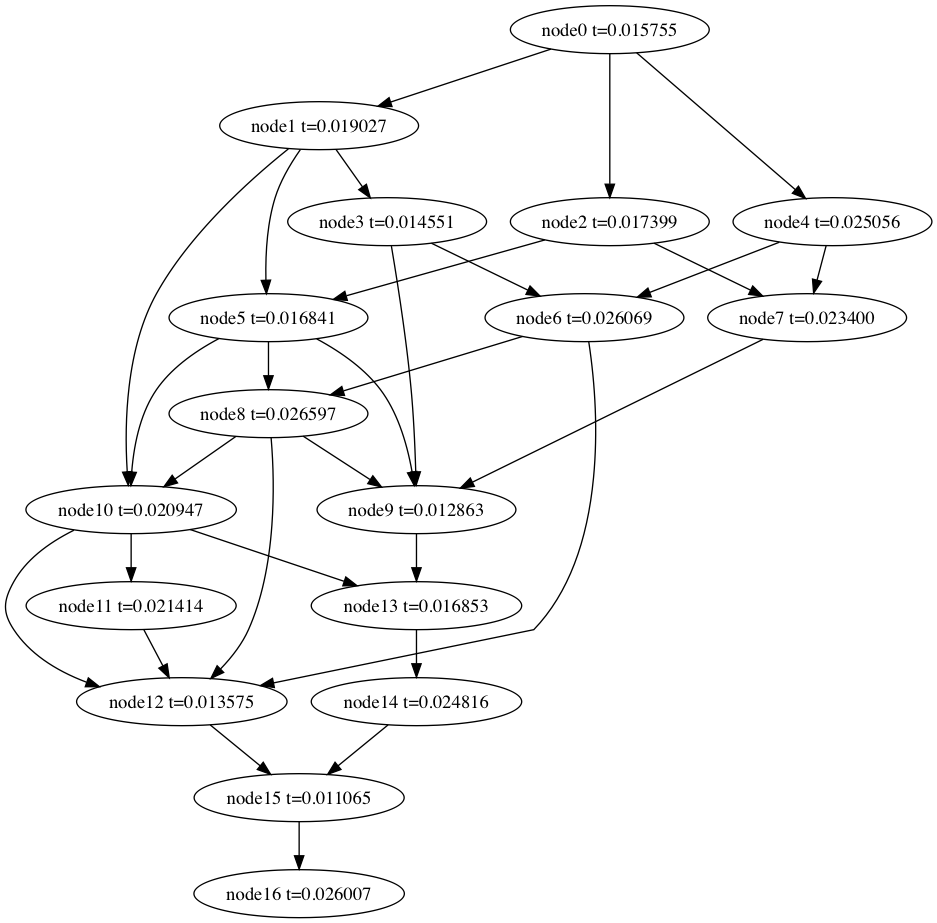 node0 t=0.015755
node1 t=0.019027
node3 t=0.014551
node2 t=0.017399
node4 t=0.025056
node5 t=0.016841
node6 t=0.026069
node7 t=0.023400
node8 t=0.026597
node10 t=0.020947
node9 t=0.012863
node11 t=0.021414
node13 t=0.016853
node12 t=0.013575
node14 t=0.024816
node15 t=0.011065
node16 t=0.026007